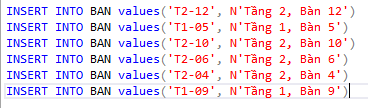 INSERT INTO BAN values('T2-12', N'Tầng 2, Bàn 12')
INSERT INTO BAN values('T1-05', N'Tầng 1, Bàn 5')
INSERT INTO BAN values('T2-10', N'Tầng 2, Bàn 10')
INSERT INTO BAN values('T2-06', N'Tầng 2, Bàn 6')
INSERT INTO BAN values('T2-04', N'Tầng 2, Bàn 4')
INSERT INTO BAN values('T1-09', N'Tầng 1, Bàn 9')